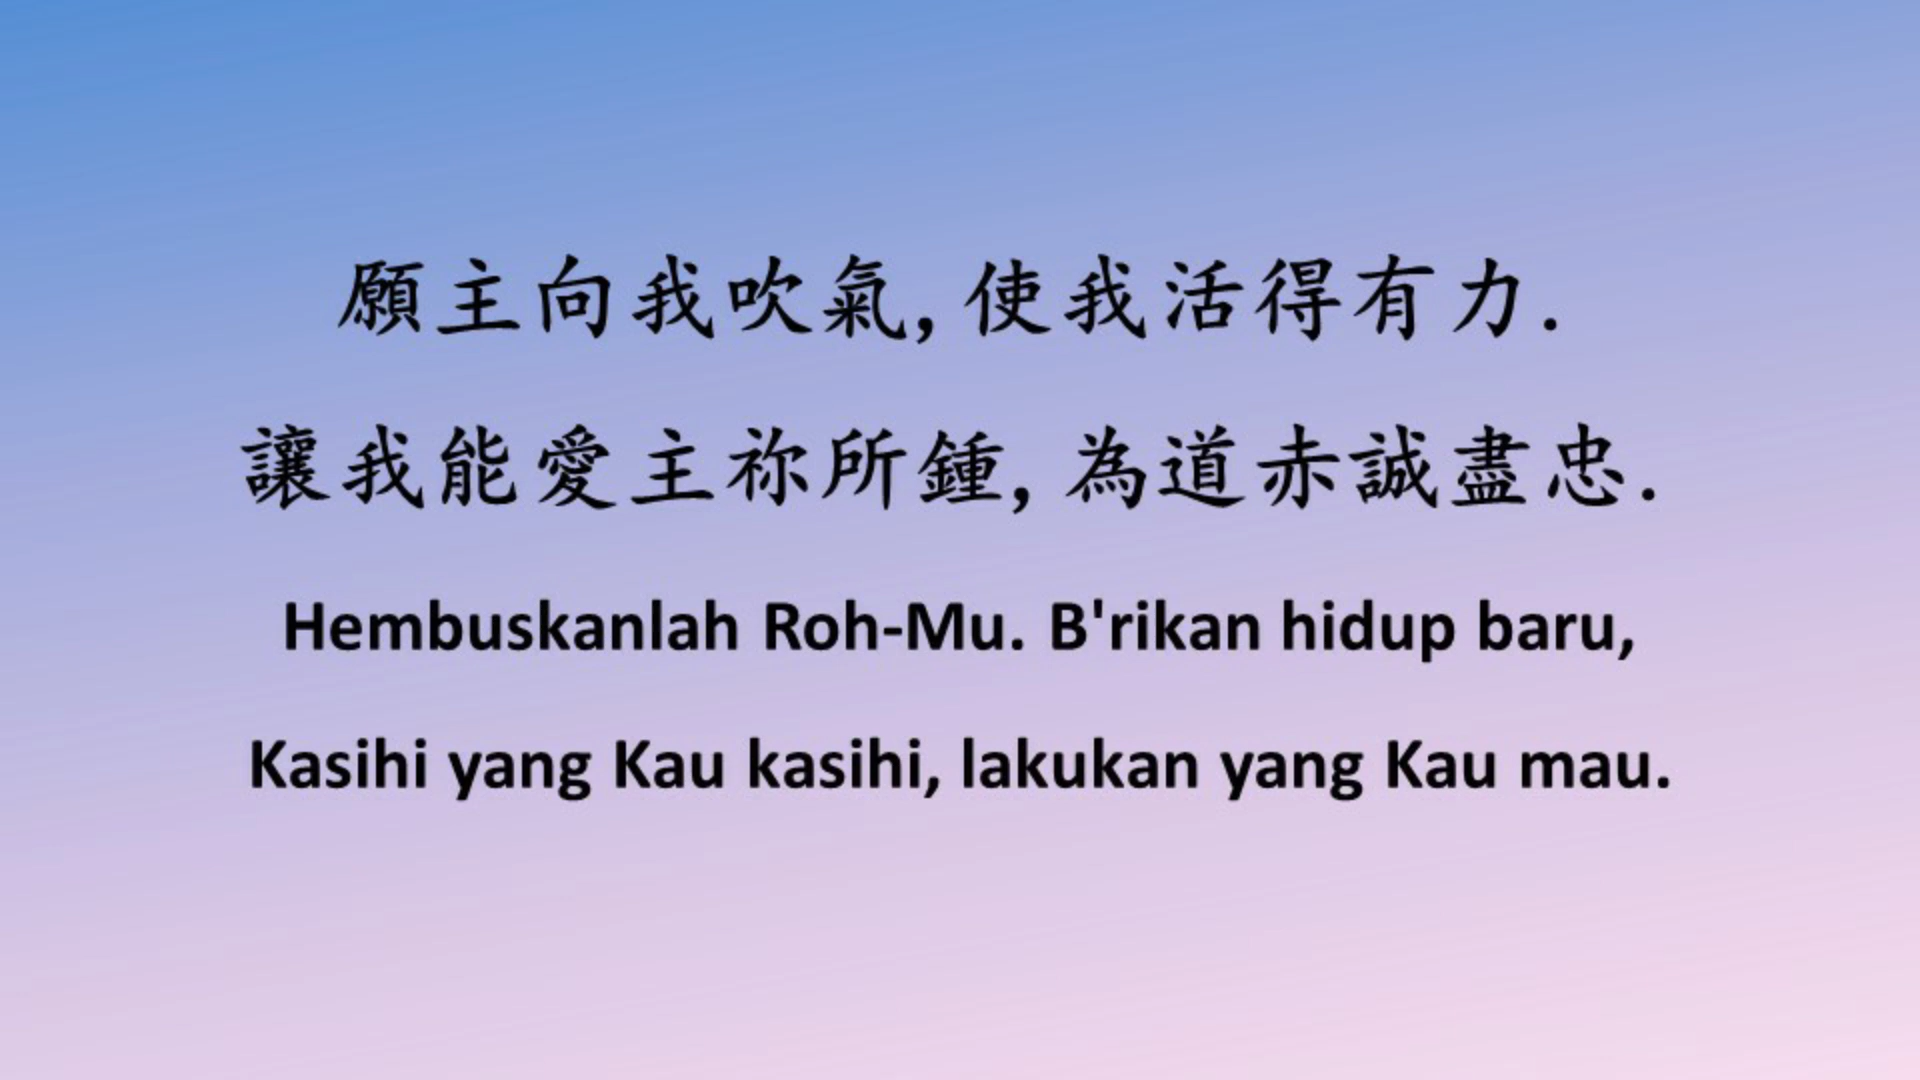 願主向我吹氣, 使我活得有力.
讓我能愛主祢所鍾, 為道赤誠盡忠.
Hembuskanlah Roh-Mu. B'rikan hidup baru,
Kasihi yang Kau kasihi, lakukan yang Kau mau.